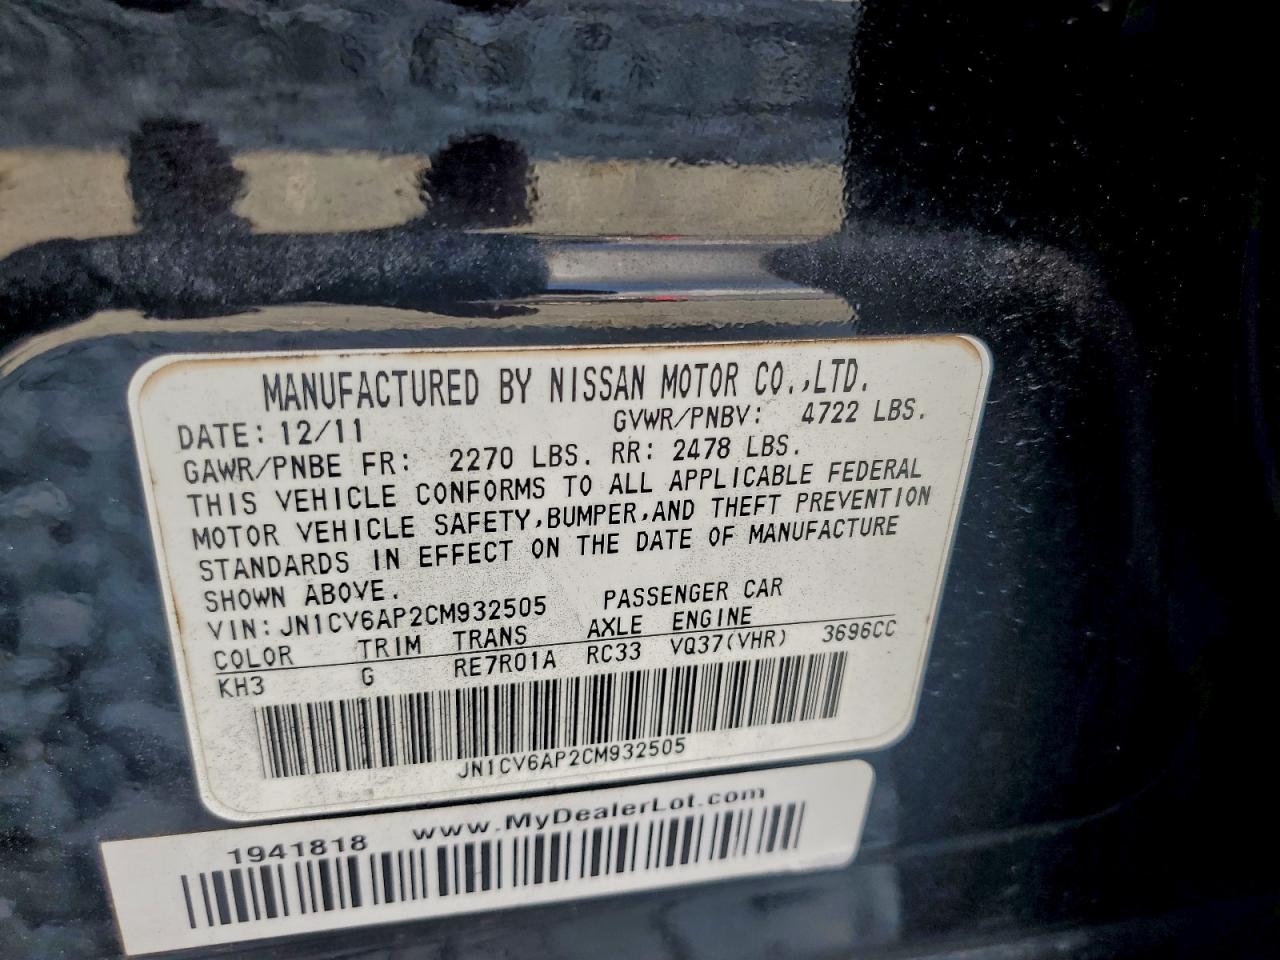 MANUFACTURED BY NISSAN MOTOR CO.,LTD.
DATE: 12/11 GVWR/PNBV: 4722 LBS.
GAWR/PNBE FR: 2270 LBS. RR: 2478 LBS.
THIS VEHICLE CONFORMS TO ALL APPLICABLE FEDERAL
MOTOR VEHICLE SAFETY,BUMPER,AND THEFT PREVENTION
STANDARDS IN EFFECT ON THE DATE OF MANUFACTURE
SHOWN ABOVE.
VIN: JN1CV6AP2CM932505 PASSENGER CAR
COLOR TRIM TRANS AXLE ENGINE
KH3 G RE7R01A RC33 VQ37(VHR) 3696CC
JN1CV6AP2CM932505
1941818 www.MyDealerLot.com